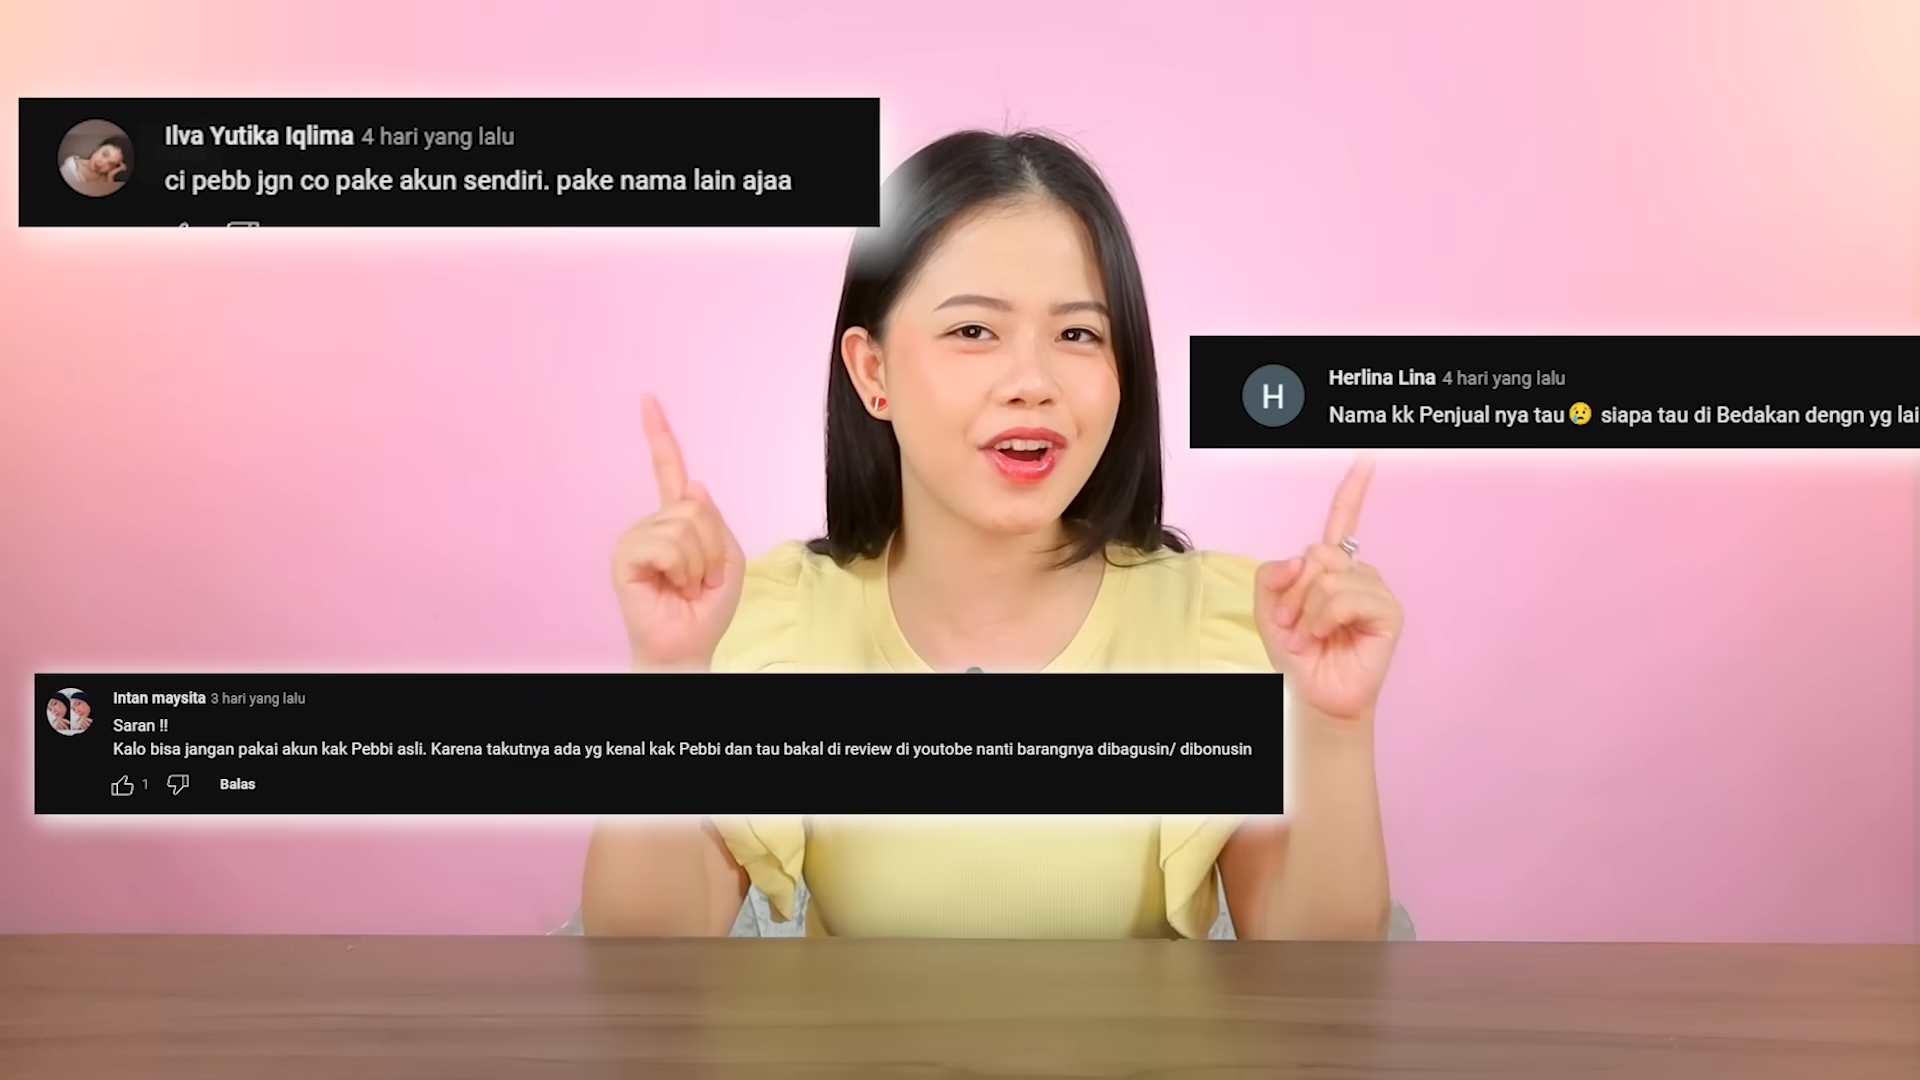 Ilva Yutika Iqlima 4 hari yang lalu
ci pebb jgn co pake akun sendiri. pake nama lain ajaa
H
Herlina Lina 4 hari yang lalu
Nama kk Penjual nya tau 😢 siapa tau di Bedakan dengn yg lai
Intan maysita 3 hari yang lalu
Saran !!
Kalo bisa jangan pakai akun kak Pebbi asli. Karena takutnya ada yg kenal kak Pebbi dan tau bakal di review di youtobe nanti barangnya dibagusin/ dibonusin
1 Balas